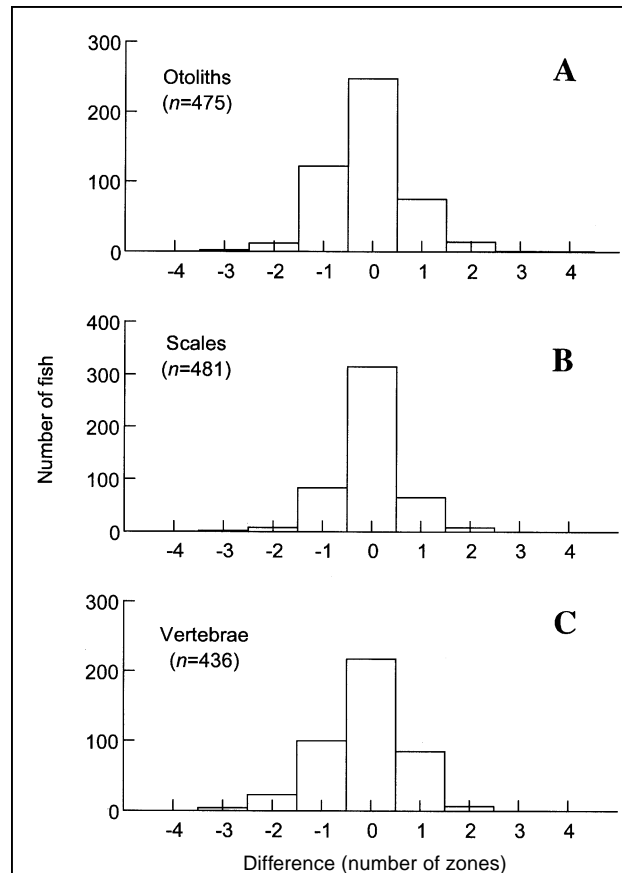 Number of fish
300
200
100
0
Otoliths
(n=475)
A
-4 -3 -2 -1 0 1 2 3 4
400
300
200
100
0
Scales
(n=481)
B
-4 -3 -2 -1 0 1 2 3 4
300
200
100
0
Vertebrae
(n=436)
C
-4 -3 -2 -1 0 1 2 3 4
Difference (number of zones)